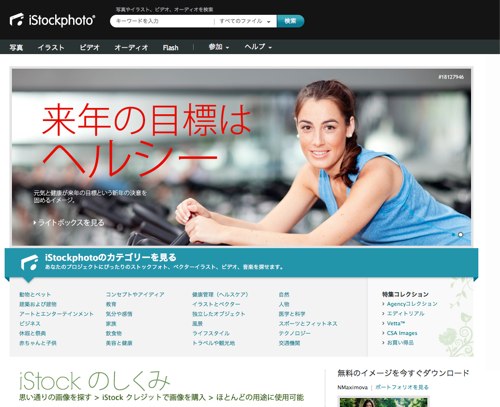 iStockphoto®
写真やイラスト、ビデオ、オーディオを検索
キーワードを入力
すべてのファイル
検索
写真 イラスト ビデオ オーディオ Flash 参加 ヘルプ
#18127946
来年の目標は
ヘルシー
元気と健康が来年の目標という新年の決意を
固めるイメージ。
ライトボックスを見る
iStockphotoのカテゴリーを見る
あなたのプロジェクトにぴったりのストックフォト、ベクターイラスト、ビデオ、音楽を探せます。
動物とペット
建築および建物
アートとエンターテインメント
ビジネス
休暇と祭典
赤ちゃんと子供
コンセプトやアイディア
教育
気分や感情
家族
飲食物
美容と健康
健康管理（ヘルスケア）
イラストとベクター
独立したオブジェクト
風景
ライフスタイル
トラベルや観光地
自然
人物
医学と科学
スポーツとフィットネス
テクノロジー
交通機関
特集コレクション
Agencyコレクション
エディトリアル
Vetta™
CSA Images
お買い得品
iStock のしくみ
思い通りの画像を探す > iStock クレジットで画像を購入 > ほとんどの用途に使用可能
無料のイメージを今すぐダウンロード
NMaximova | ポートフォリオを見る